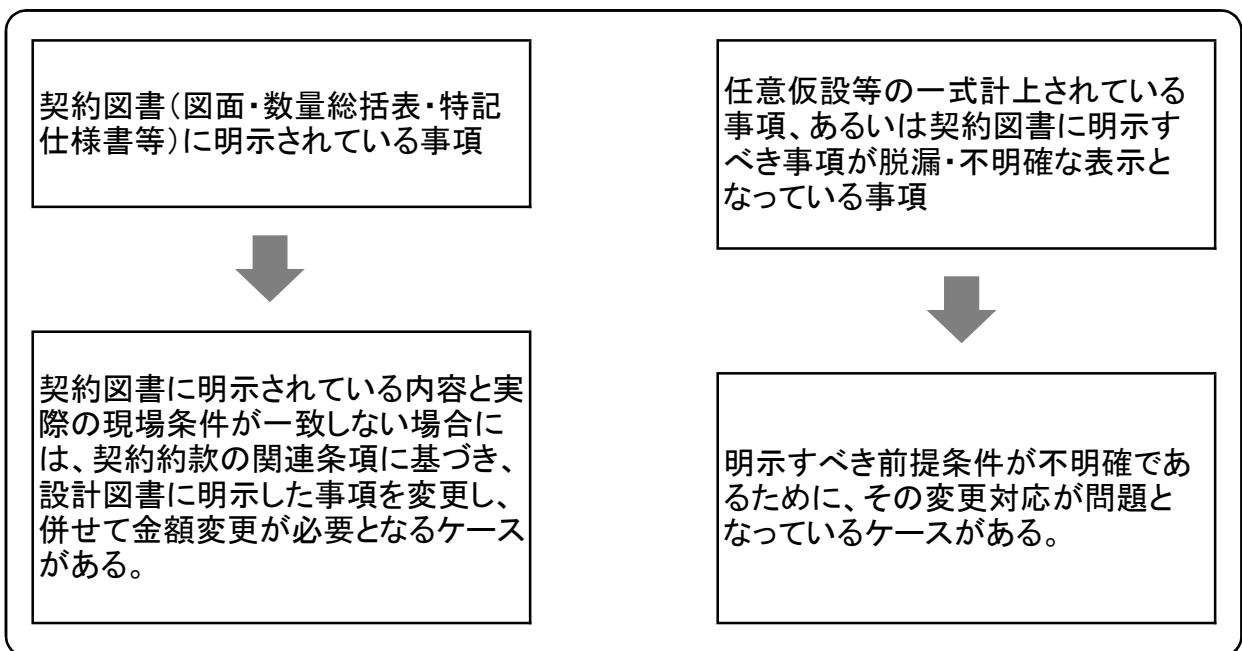 契約図書(図面・数量総括表・特記
仕様書等)に明示されている事項
契約図書に明示されている内容と実
際の現場条件が一致しない場合に
は、契約約款の関連条項に基づき、
設計図書に明示した事項を変更し、
併せて金額変更が必要となるケース
がある。
任意仮設等の一式計上されている
事項、あるいは契約図書に明示す
べき事項が脱漏・不明確な表示と
なっている事項
明示すべき前提条件が不明確であ
るために、その変更対応が問題と
なっているケースがある。